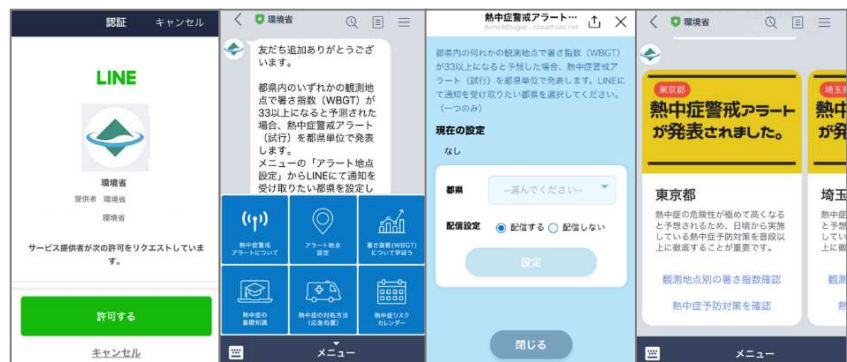 認証
キャンセル
LINE
環境省
提供者 環境省
環境省
サービス提供者が次の許可をリクエストしていま
す。
許可する
キャンセル
環境省
友だち追加ありがとうござ
います。
都県内のいずれかの観測地
点で暑さ指数（WBGT）が
33以上になると予測された
場合、熱中症警戒アラート
（試行）を都県単位で発表
します。
メニューの「アラート地点
設定」からLINEにて通知を
受け取りたい都県を設定し
熱中症警戒
アラートについて
アラート地点
設定
暑さ指数(WBGT)
について学ぼう
熱中症の
基礎知識
熱中症の対処方法
（応急処置）
熱中症リスク
カレンダー
メニュー
熱中症警戒アラート…
都県内の何れかの観測地点で暑さ指数（WBGT）
が33以上になると予想した場合、熱中症警戒ア
ラート（試行）を都県単位で発表します。LINEに
て通知を受け取りたい都県を選択してください。
（一つのみ）
現在の設定
なし
都県
--選んでください--
配信設定
配信する
配信しない
設定
閉じる
環境省
東京都
熱中症警戒アラート
が発表されました。
東京都
熱中症の危険性が極めて高くなる
と予想されるため、日頃から実施
している熱中症予防対策を普段以
上に徹底することが重要です。
観測地点別の暑さ指数確認
熱中症予防対策を確認
埼玉
熱中
が発
埼玉
熱中症
と予想
してい
上に徹
観測
熱
メニュー